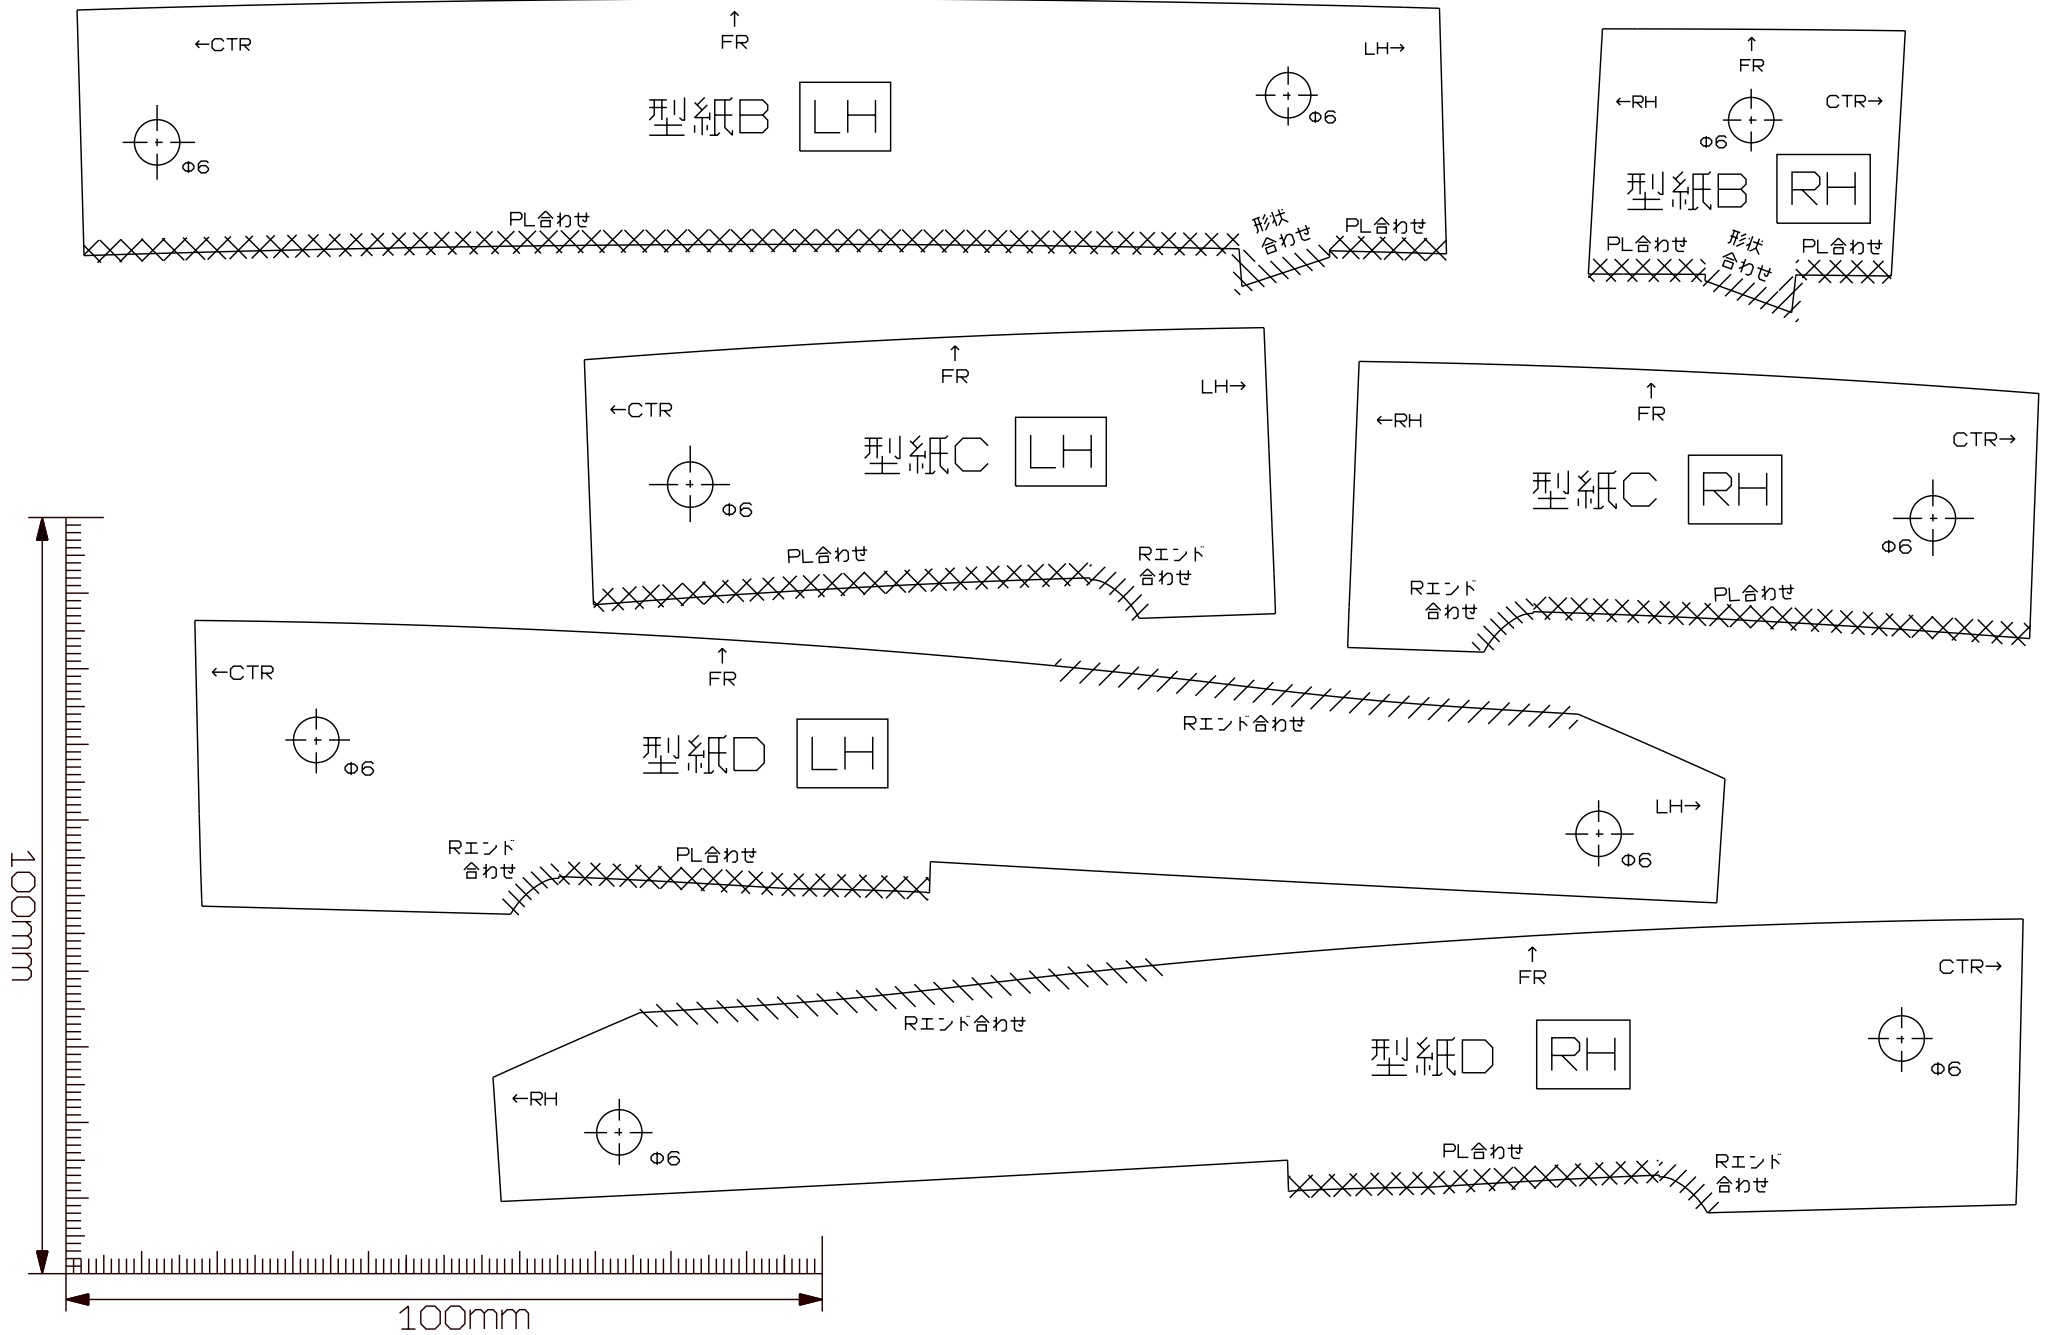 ←CTR
↑
FR
LH→
型紙B LH
Φ6
Φ6
PL合わせ
形状
合わせ
PL合わせ
↑
FR
←RH
CTR→
Φ6
型紙B RH
PL合わせ
形状
合わせ
PL合わせ
↑
FR
←CTR
LH→
型紙C LH
Φ6
PL合わせ
Rエンド
合わせ
↑
FR
←RH
CTR→
型紙C RH
Φ6
Rエンド
合わせ
PL合わせ
←CTR
↑
FR
型紙D LH
Φ6
Rエンド合わせ
LH→
Φ6
Rエンド
合わせ
PL合わせ
↑
FR
CTR→
Rエンド合わせ
型紙D RH
Φ6
←RH
Φ6
PL合わせ
Rエンド
合わせ
100mm
100mm